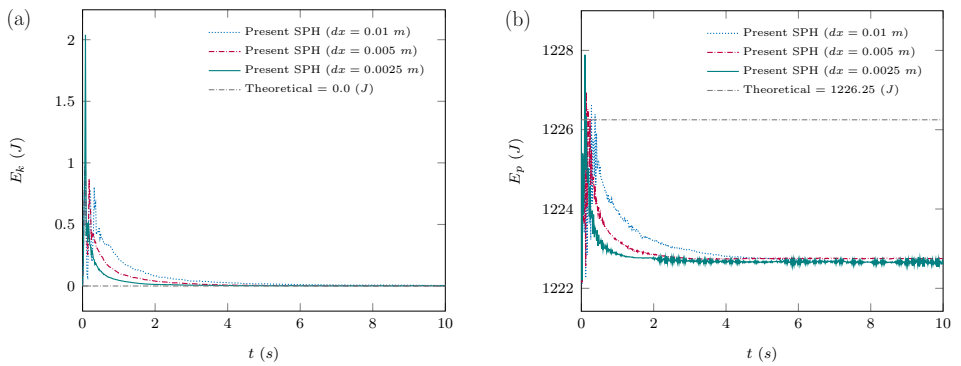 (a)
Present SPH (dx = 0.01 m)
Present SPH (dx = 0.005 m)
Present SPH (dx = 0.0025 m)
Theoretical = 0.0 (J)
2
1.5
1
0.5
0
E_k (J)
0 2 4 6 8 10
t (s)
(b)
Present SPH (dx = 0.01 m)
Present SPH (dx = 0.005 m)
Present SPH (dx = 0.0025 m)
Theoretical = 1226.25 (J)
1228
1226
1224
1222
E_p (J)
0 2 4 6 8 10
t (s)